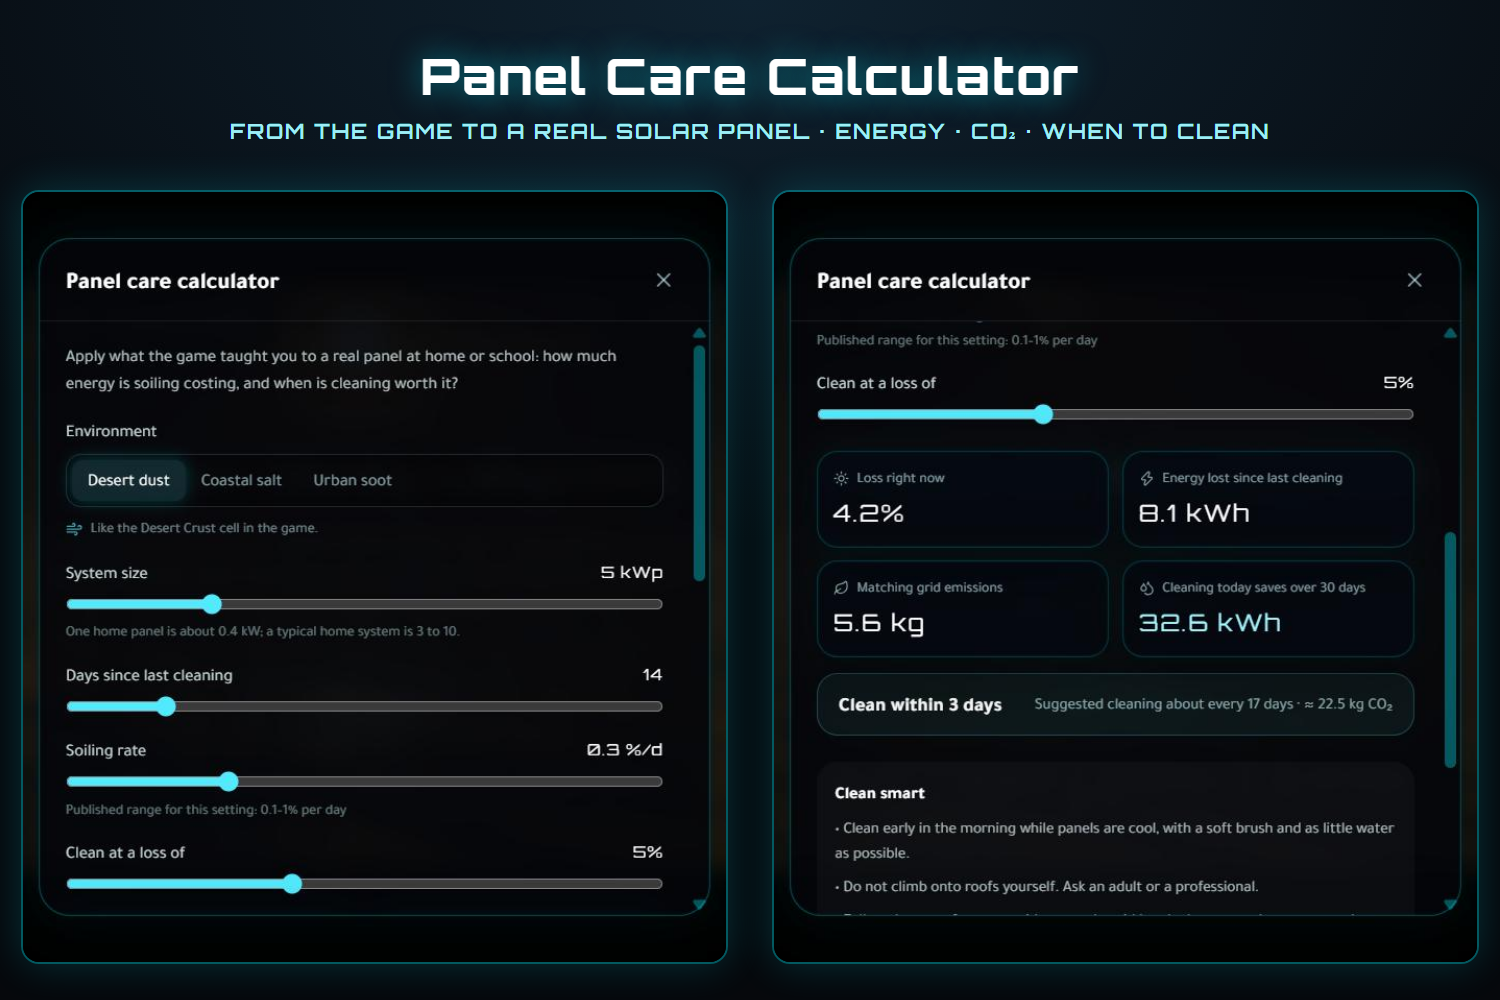 Panel Care Calculator
FROM THE GAME TO A REAL SOLAR PANEL · ENERGY · CO₂ · WHEN TO CLEAN
Panel care calculator
Apply what the game taught you to a real panel at home or school: how much
energy is soiling costing, and when is cleaning worth it?
Environment
Desert dust Coastal salt Urban soot
Like the Desert Crust cell in the game.
System size 5 kWp
One home panel is about 0.4 kW; a typical home system is 3 to 10.
Days since last cleaning 14
Soiling rate 0.3 %/d
Published range for this setting: 0.1-1% per day
Clean at a loss of 5%
Panel care calculator
Published range for this setting: 0.1-1% per day
Clean at a loss of 5%
Loss right now
4.2%
Energy lost since last cleaning
8.1 kWh
Matching grid emissions
5.6 kg
Cleaning today saves over 30 days
32.6 kWh
Clean within 3 days Suggested cleaning about every 17 days · ≈ 22.5 kg CO₂
Clean smart
• Clean early in the morning while panels are cool, with a soft brush and as little water
as possible.
• Do not climb onto roofs yourself. Ask an adult or a professional.